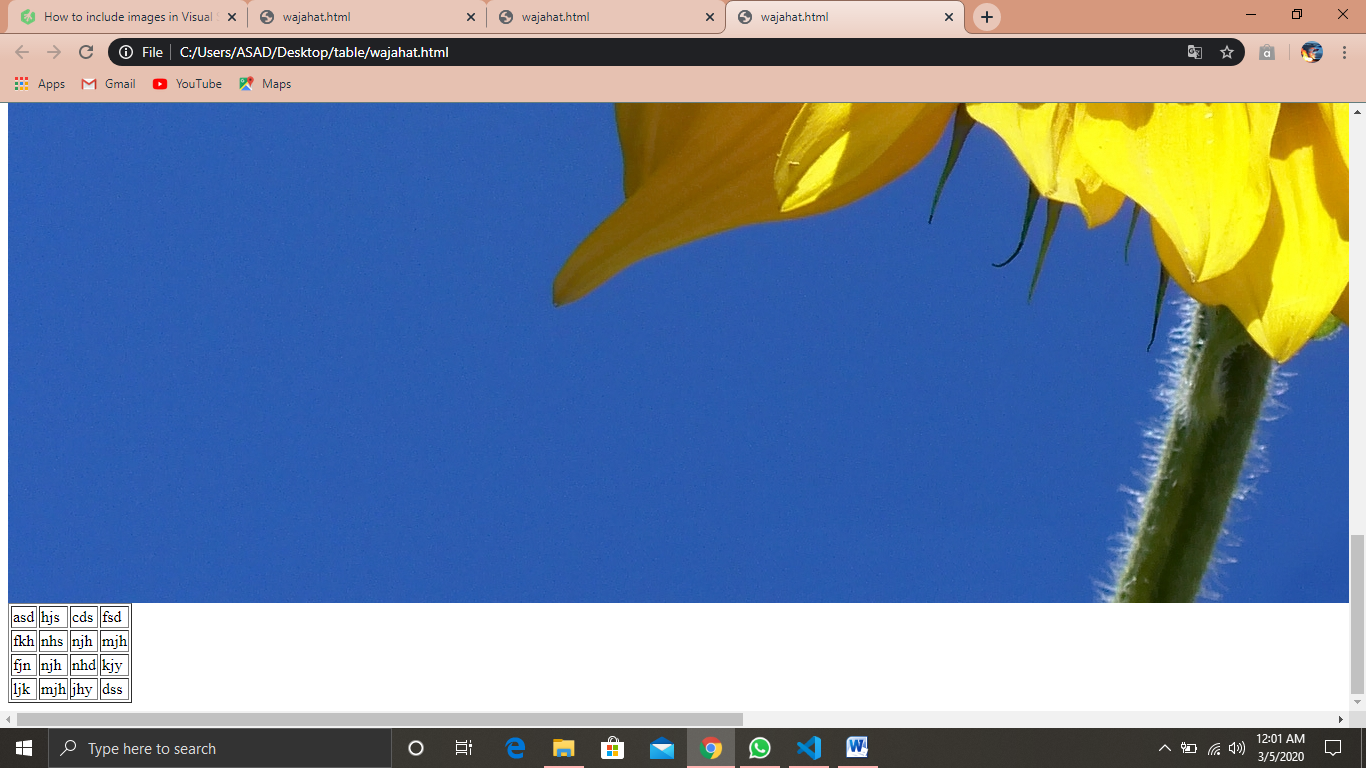 How to include images in Visual
wajahat.html
wajahat.html
wajahat.html
File
C:/Users/ASAD/Desktop/table/wajahat.html
Apps
Gmail
YouTube
Maps
asd hjs cds fsd
fkh nhs njh mjh
fjn njh nhd kjy
ljk mjh jhy dss
Type here to search
12:01 AM
3/5/2020